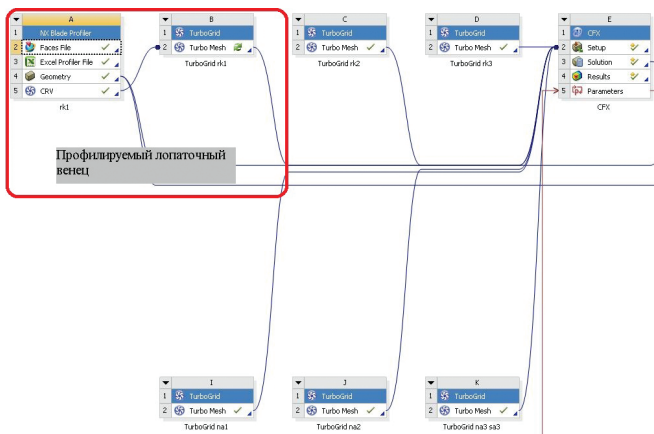 A
1 NX Blade Profiler
2 Faces File
3 Excel Profiler File
4 Geometry
5 CRV
rk1
B
1 TurboGrid
2 Turbo Mesh
TurboGrid rk1
C
1 TurboGrid
2 Turbo Mesh
TurboGrid rk2
D
1 TurboGrid
2 Turbo Mesh
TurboGrid rk3
E
1 CFX
2 Setup
3 Solution
4 Results
5 Parameters
CFX
Профилируемый лопаточный
венец
I
1 TurboGrid
2 Turbo Mesh
TurboGrid na1
J
1 TurboGrid
2 Turbo Mesh
TurboGrid na2
K
1 TurboGrid
2 Turbo Mesh
TurboGrid na3 sa3